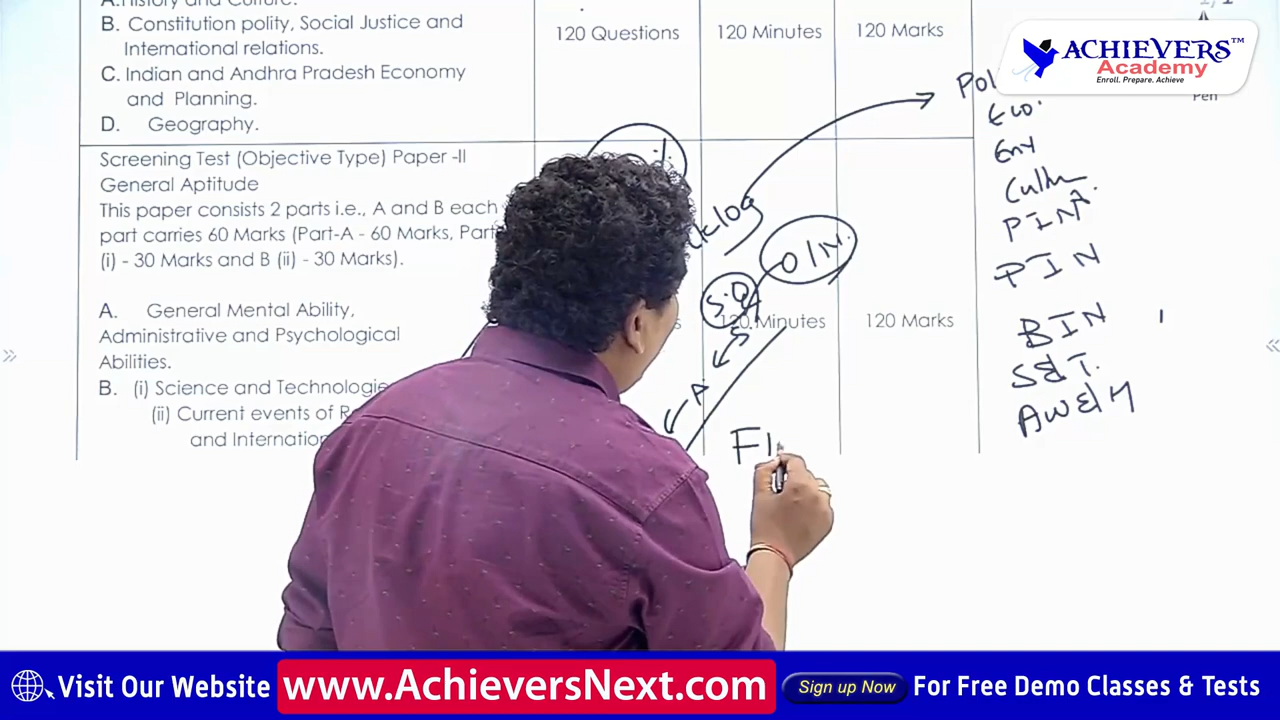 A. History and Culture.
B. Constitution polity, Social Justice and
International relations.
C. Indian and Andhra Pradesh Economy
and Planning.
D. Geography.
120 Questions
120 Minutes
120 Marks
Screening Test (Objective Type) Paper -II
General Aptitude
This paper consists 2 parts i.e., A and B each
part carries 60 Marks (Part-A - 60 Marks, Part
(i) - 30 Marks and B (ii) - 30 Marks).
A. General Mental Ability,
Administrative and Psychological
Abilities.
B. (i) Science and Technologie
(ii) Current events of
and Internation
120 Minutes
120 Marks
klog
O/M.
S.Q
S
A
FI
Pol
Eco.
Env
PIN
PIN
BIN
S&T.
ACHIEVERS™
Academy
Enroll. Prepare. Achieve
Pen
Visit Our Website
www.AchieversNext.com
Sign up Now
For Free Demo Classes & Tests